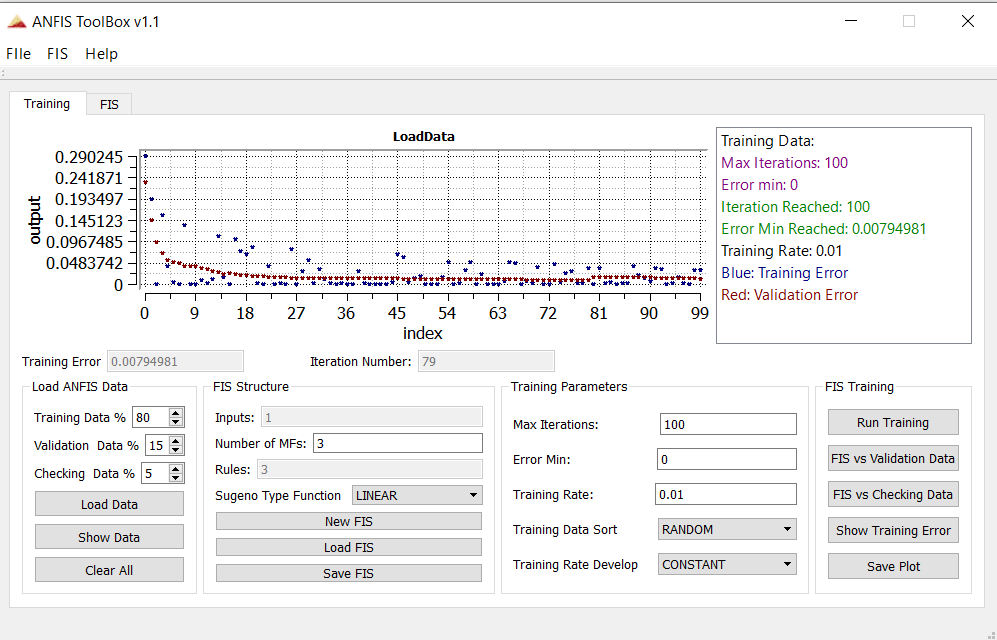 ANFIS ToolBox v1.1
FIle FIS Help
Training FIS
LoadData
output
0.290245
0.241871
0.193497
0.145123
0.0967485
0.0483742
0
0 9 18 27 36 45 54 63 72 81 90 99
index
Training Data:
Max Iterations: 100
Error min: 0
Iteration Reached: 100
Error Min Reached: 0.00794981
Training Rate: 0.01
Blue: Training Error
Red: Validation Error
Training Error 0.00794981 Iteration Number: 79
Load ANFIS Data
Training Data % 80
Validation Data % 15
Checking Data % 5
Load Data
Show Data
Clear All
FIS Structure
Inputs: 1
Number of MFs: 3
Rules: 3
Sugeno Type Function LINEAR
New FIS
Load FIS
Save FIS
Training Parameters
Max Iterations: 100
Error Min: 0
Training Rate: 0.01
Training Data Sort RANDOM
Training Rate Develop CONSTANT
FIS Training
Run Training
FIS vs Validation Data
FIS vs Checking Data
Show Training Error
Save Plot